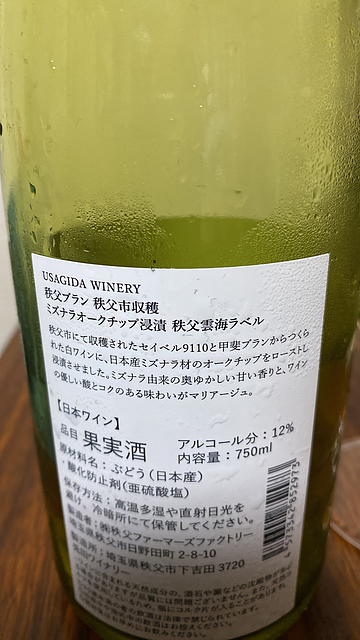 USAGIDA WINERY
秩父ブラン 秩父市収穫
ミズナラオークチップ浸漬 秩父雲海ラベル
秩父市にて収穫されたセイベル9110と甲斐ブランからつくら
れた白ワインに、日本産ミズナラ材のオークチップをローストし
浸漬させました。ミズナラ由来の奥ゆかしい甘い香りと、ワイン
の優しい酸とコクのある味わいがマリアージュ。
【日本ワイン】
品目 果実酒
アルコール分：12%
内容量：750ml
原材料名：ぶどう（日本産）
酸化防止剤（亜硫酸塩）
保存方法：高温多湿や直射日光を
避け、冷暗所にて保管してください。
製造者：㈱秩父ファーマーズファクトリー
埼玉県秩父市日野田町 2-8-10
製造所：埼玉県秩父市下吉田 3720
兎田ワイナリー